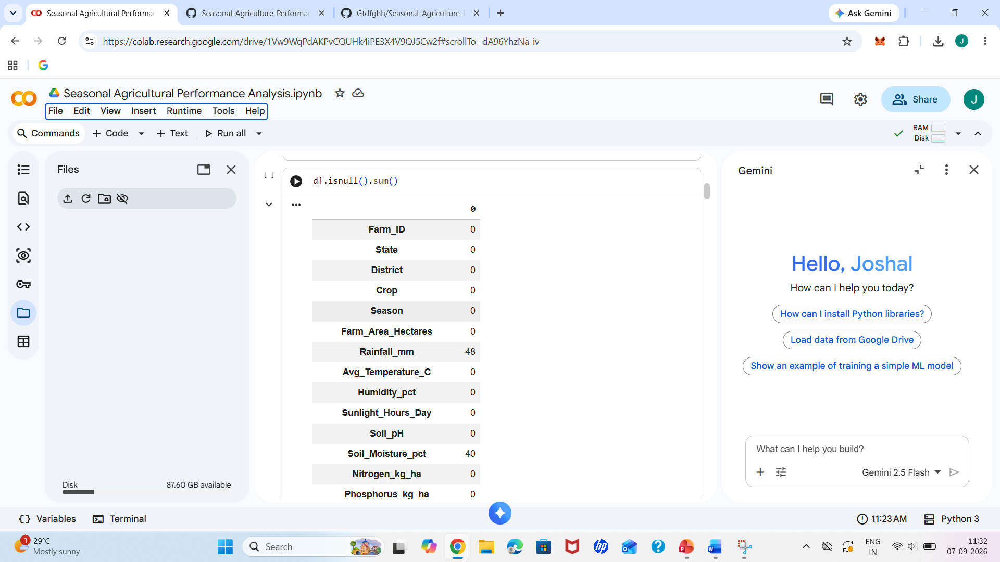 Seasonal Agricultural Performan
Seasonal-Agriculture-Performan
Gtdfghh/Seasonal-Agriculture-P
Ask Gemini
https://colab.research.google.com/drive/1Vw9WqPdAKPvCQUHk4iPE3X4V9QJ5Cw2f#scrollTo=dA96YhzNa-iv
J
Seasonal Agricultural Performance Analysis.ipynb
File Edit View Insert Runtime Tools Help
Share
J
Commands + Code + Text Run all
RAM
Disk
Files
[ ]
df.isnull().sum()
0
Farm_ID 0
State 0
District 0
Crop 0
Season 0
Farm_Area_Hectares 0
Rainfall_mm 48
Avg_Temperature_C 0
Humidity_pct 0
Sunlight_Hours_Day 0
Soil_pH 0
Soil_Moisture_pct 40
Nitrogen_kg_ha 0
Phosphorus_kg_ha 0
Disk 87.60 GB available
Gemini
Hello, Joshal
How can I help you today?
How can I install Python libraries?
Load data from Google Drive
Show an example of training a simple ML model
What can I help you build?
Gemini 2.5 Flash
Variables Terminal
11:23 AM Python 3
1
29°C
Mostly sunny
Search
ENG
IN
11:32
07-09-2026